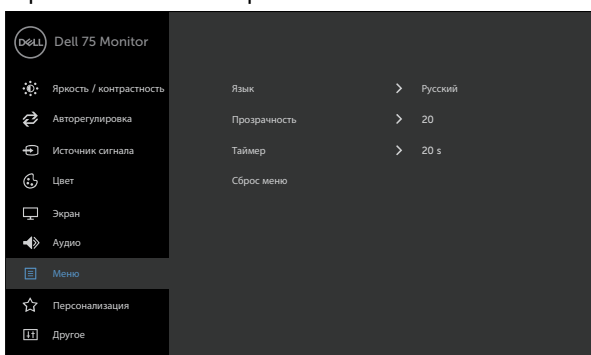 DELL Dell 75 Monitor
Яркость / контрастность
Язык Русский
Авторегулировка
Прозрачность 20
Источник сигнала
Таймер 20 s
Цвет
Сброс меню
Экран
Аудио
Меню
Персонализация
Другое